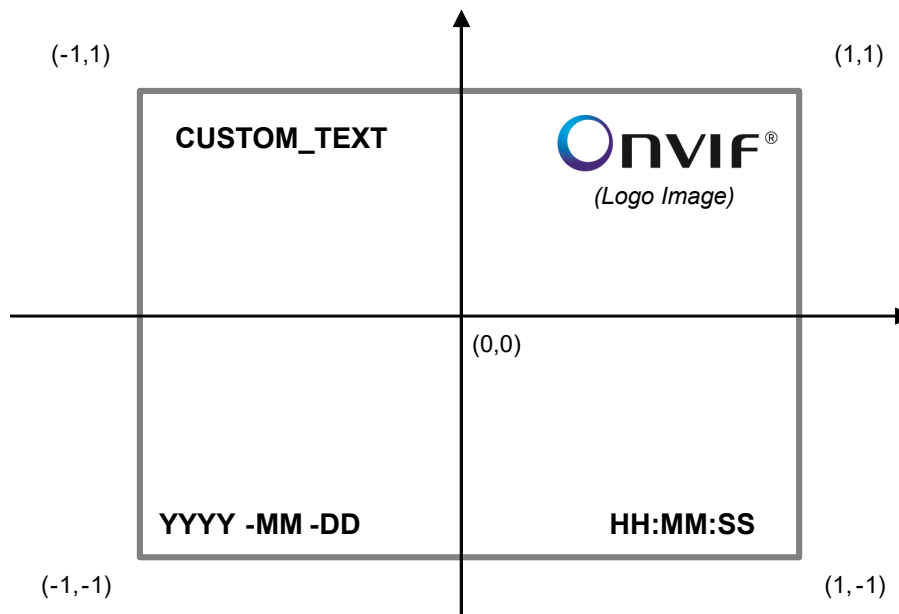 (-1,1)
(1,1)
CUSTOM_TEXT
Onvif®
(Logo Image)
(0,0)
YYYY -MM -DD
HH:MM:SS
(-1,-1)
(1,-1)